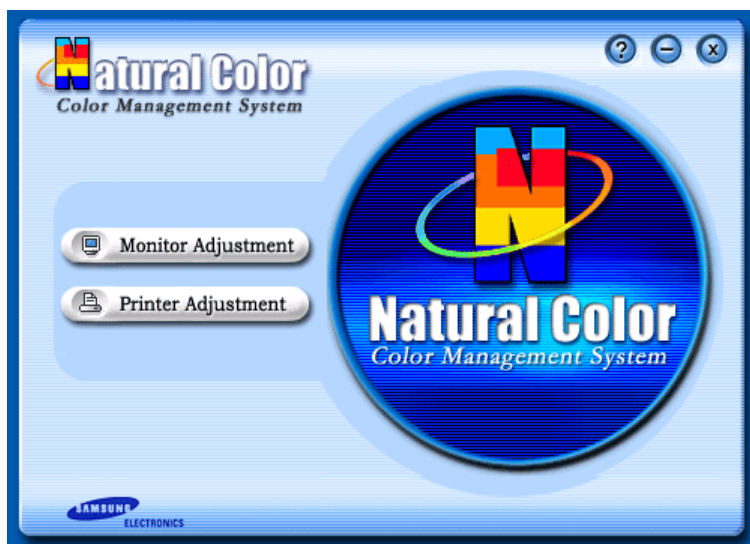 Natural Color
Color Management System
?
Monitor Adjustment
Printer Adjustment
N
Natural Color
Color Management System
SAMSUNG
ELECTRONICS